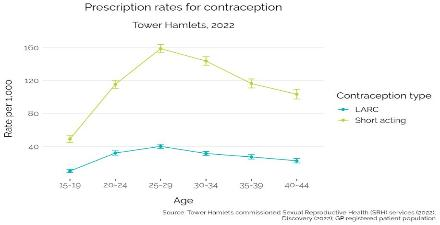 Prescription rates for contraception
Tower Hamlets, 2022
Rate per 1,000
160
120
80
40
15-19 20-24 25-29 30-34 35-39 40-44
Age
Contraception type
LARC
Short acting
Source: Tower Hamlets commissioned Sexual Reproductive Health (SRH) services (2022);
Discovery (2022); GP registered patient population